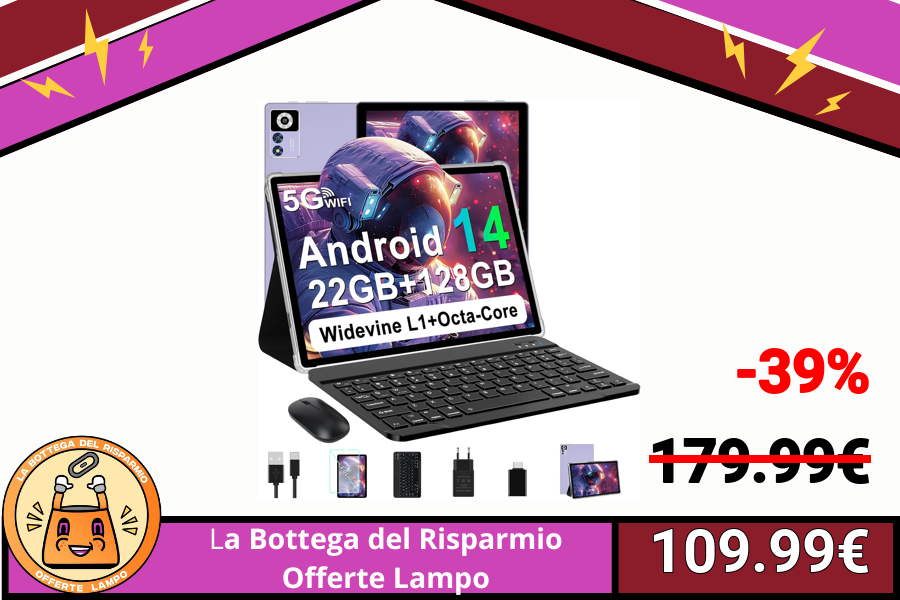 5G WIFI
Android 14
22GB+128GB
Widevine L1+Octa-Core
-39%
179.99€
LA BOTTEGA DEL RISPARMIO
OFFERTE LAMPO
La Bottega del Risparmio
Offerte Lampo
109.99€